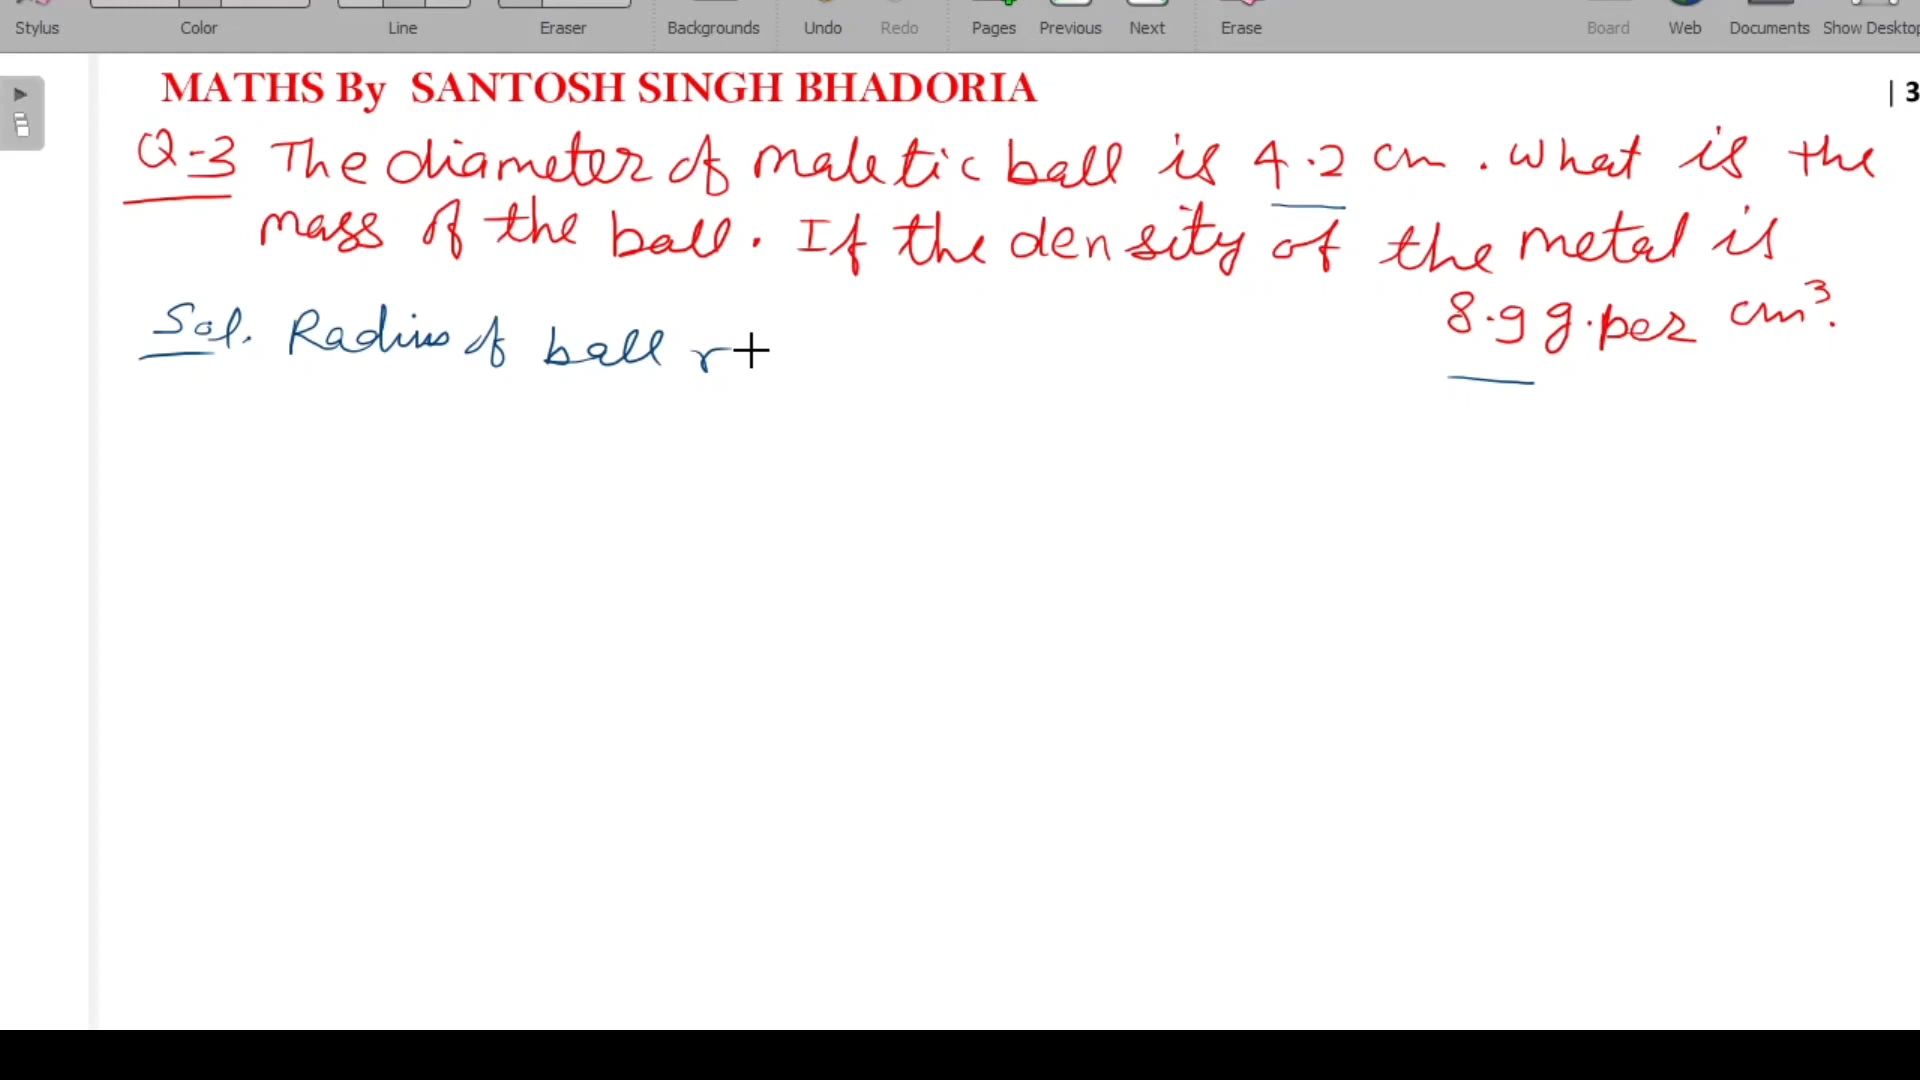 Stylus Color Line Eraser Backgrounds Undo Redo Pages Previous Next Erase Board Web Documents Show Desktop
MATHS By SANTOSH SINGH BHADORIA | 3
Q-3 The diameter of maletic ball is 4.2 cm. what is the
mass of the ball. If the density of the metal is
8.9 g. per cm³.
Sol. Radius of ball r